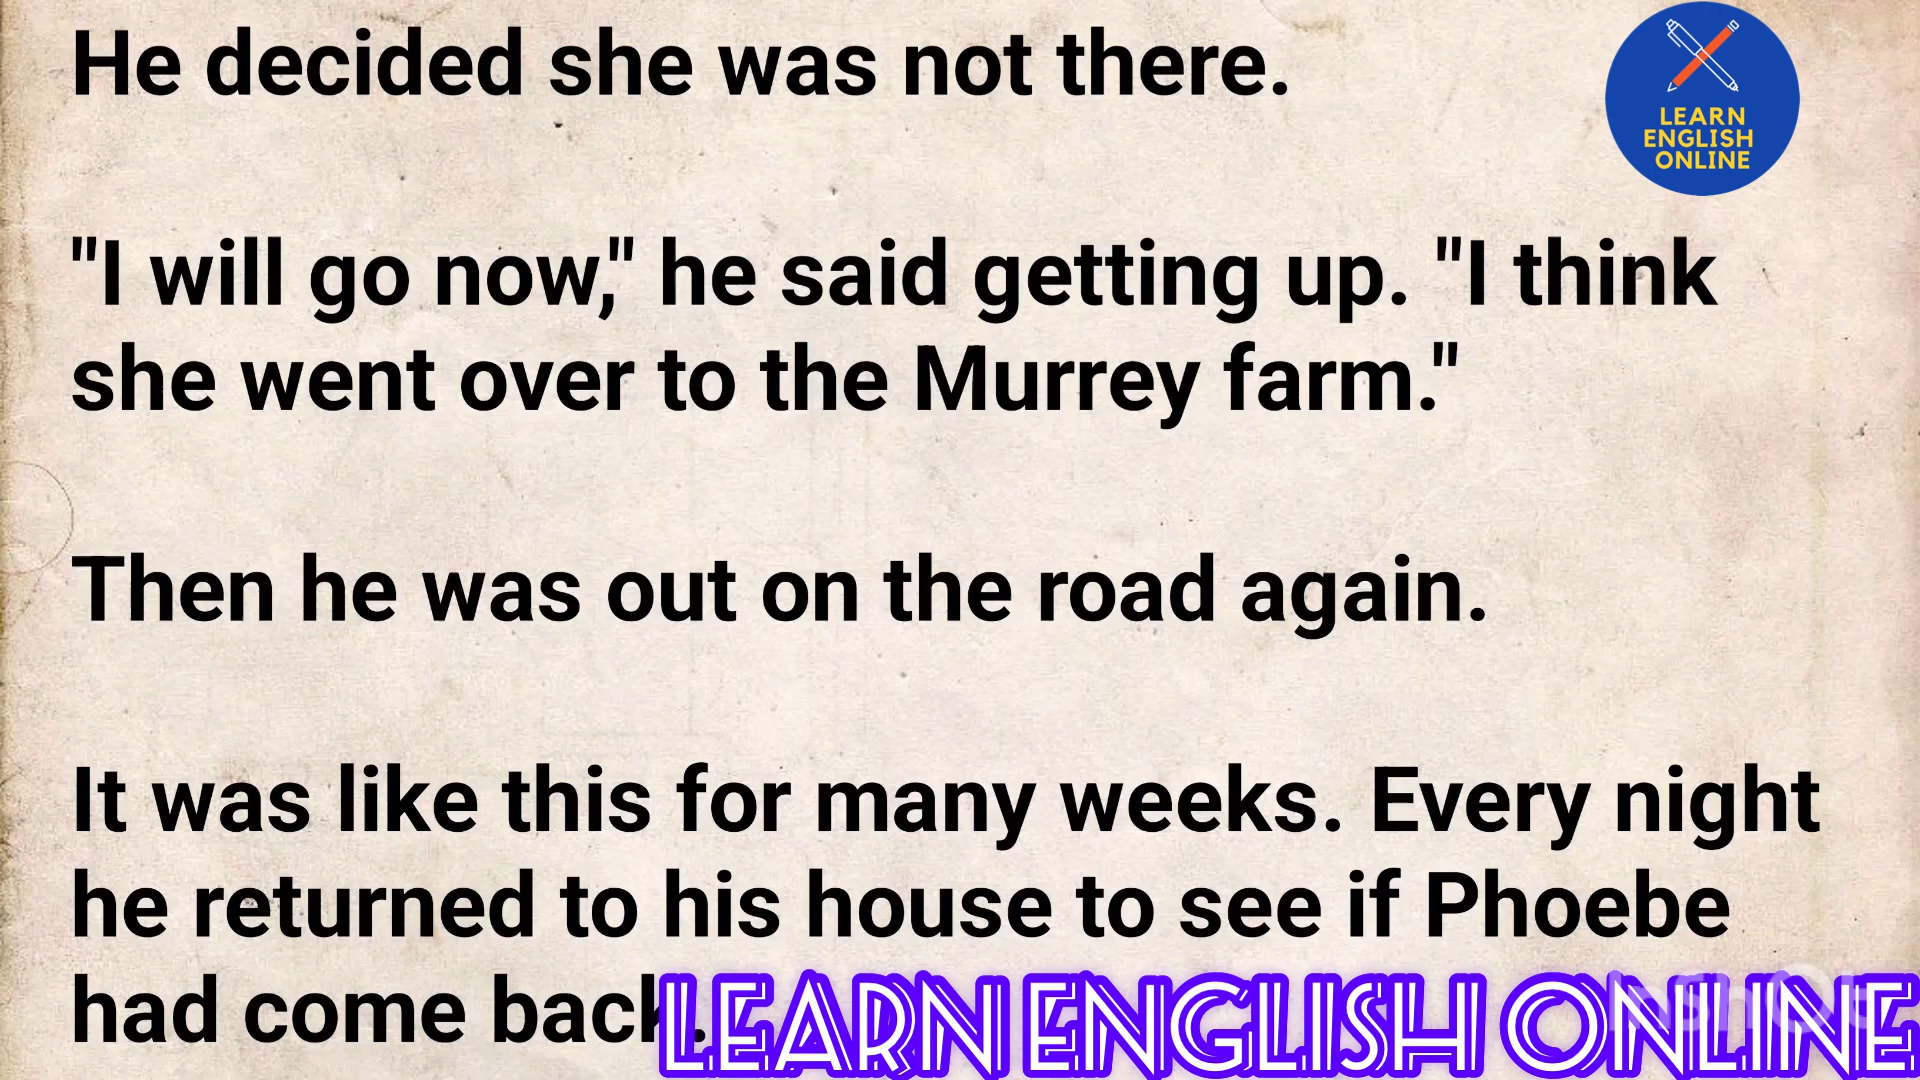 He decided she was not there.
LEARN
ENGLISH
ONLINE
"I will go now," he said getting up. "I think
she went over to the Murrey farm."
Then he was out on the road again.
It was like this for many weeks. Every night
he returned to his house to see if Phoebe
had come back.
LEARN ENGLISH ONLINE